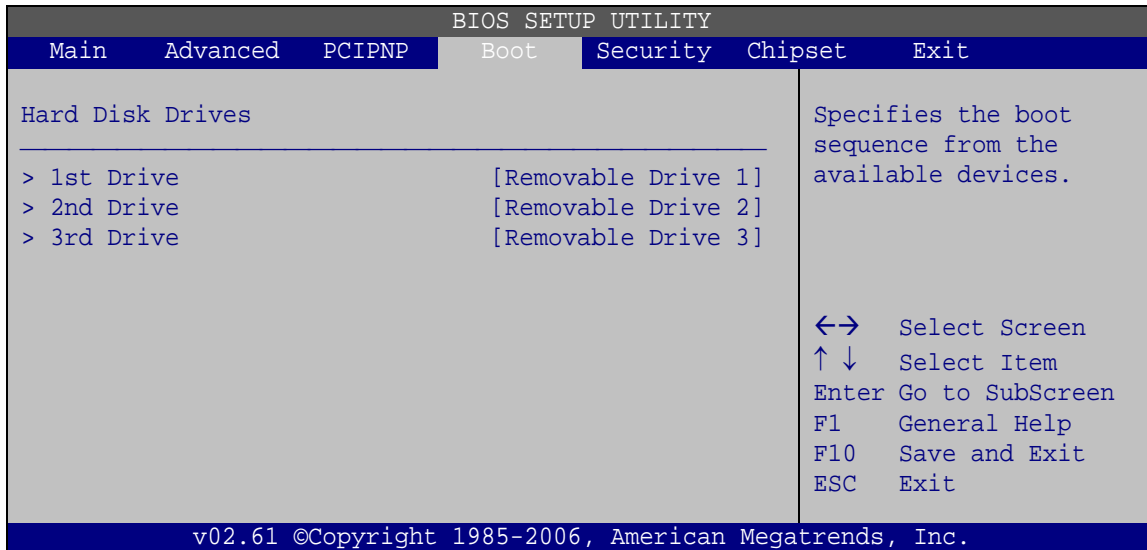 BIOS SETUP UTILITY
Main Advanced PCIPNP Boot Security Chipset Exit
Hard Disk Drives
> 1st Drive [Removable Drive 1]
> 2nd Drive [Removable Drive 2]
> 3rd Drive [Removable Drive 3]
Specifies the boot
sequence from the
available devices.
←→ Select Screen
↑ ↓ Select Item
Enter Go to SubScreen
F1 General Help
F10 Save and Exit
ESC Exit
v02.61 ©Copyright 1985-2006, American Megatrends, Inc.